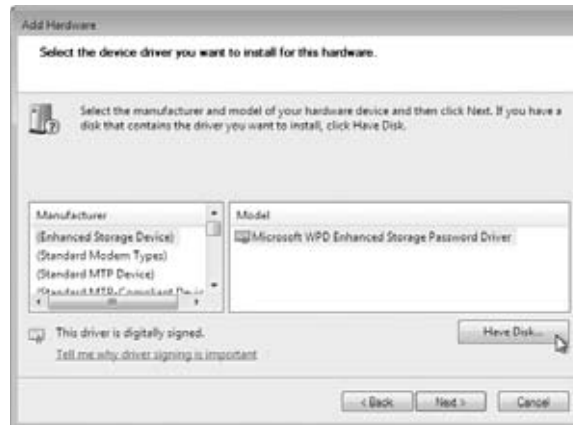 Add Hardware
Select the device driver you want to install for this hardware.
Select the manufacturer and model of your hardware device and then click Next. If you have a
disk that contains the driver you want to install, click Have Disk.
Manufacturer
(Enhanced Storage Device)
(Standard Modem Types)
(Standard MTP Device)
(Standard MTP-Compliant
Model
Microsoft WPD Enhanced Storage Password Driver
This driver is digitally signed.
Tell me why driver signing is important
Have Disk...
< Back
Next >
Cancel